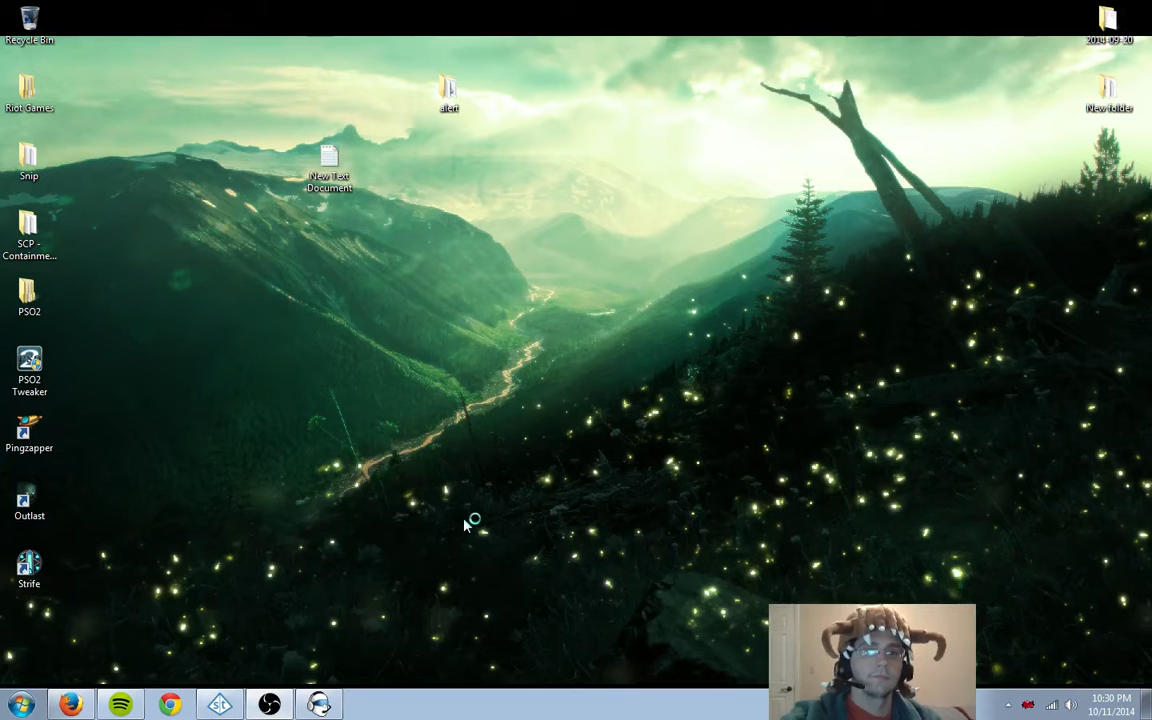 Recycle Bin
2014-09-20
Riot Games
alert
New folder
Snip
New Text
Document
SCP -
Containme...
PSO2
PSO2
Tweaker
Pingzapper
Outlast
Strife
10:30 PM
10/11/2014